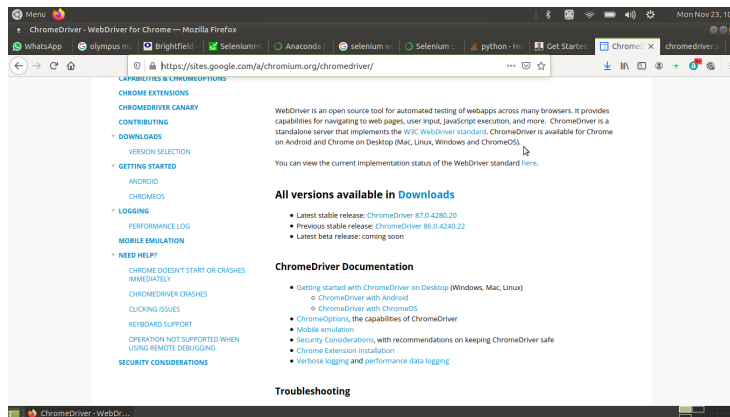 Menu
Mon Nov 23, 10
ChromeDriver - WebDriver for Chrome — Mozilla Firefox
WhatsApp
olympus m
Brightfield
SeleniumH
Anaconda |
selenium w
Selenium ::
python - Ho
Get Started
ChromeD
chromedriver.s
https://sites.google.com/a/chromium.org/chromedriver/
CAPABILITIES & CHROMEOPTIONS
CHROME EXTENSIONS
CHROMEDRIVER CANARY
CONTRIBUTING
DOWNLOADS
VERSION SELECTION
GETTING STARTED
ANDROID
CHROMEOS
LOGGING
PERFORMANCE LOG
MOBILE EMULATION
NEED HELP?
CHROME DOESN'T START OR CRASHES
IMMEDIATELY
CHROMEDRIVER CRASHES
CLICKING ISSUES
KEYBOARD SUPPORT
OPERATION NOT SUPPORTED WHEN
USING REMOTE DEBUGGING
SECURITY CONSIDERATIONS
WebDriver is an open source tool for automated testing of webapps across many browsers. It provides
capabilities for navigating to web pages, user input, JavaScript execution, and more.  ChromeDriver is a
standalone server that implements the W3C WebDriver standard. ChromeDriver is available for Chrome
on Android and Chrome on Desktop (Mac, Linux, Windows and ChromeOS).
You can view the current implementation status of the WebDriver standard here.
All versions available in Downloads
Latest stable release: ChromeDriver 87.0.4280.20
Previous stable release: ChromeDriver 86.0.4240.22
Latest beta release: coming soon
ChromeDriver Documentation
Getting started with ChromeDriver on Desktop (Windows, Mac, Linux)
ChromeDriver with Android
ChromeDriver with ChromeOS
ChromeOptions, the capabilities of ChromeDriver
Mobile emulation
Security Considerations, with recommendations on keeping ChromeDriver safe
Chrome Extension installation
Verbose logging and performance data logging
Troubleshooting
ChromeDriver - WebDr...